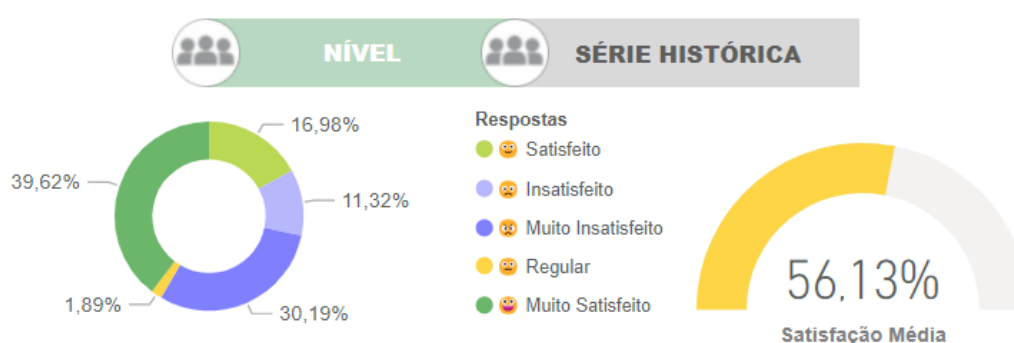 NÍVEL
SÉRIE HISTÓRICA
16,98%
39,62%
11,32%
1,89%
30,19%
Respostas
Satisfeito
Insatisfeito
Muito Insatisfeito
Regular
Muito Satisfeito
56,13%
Satisfação Média